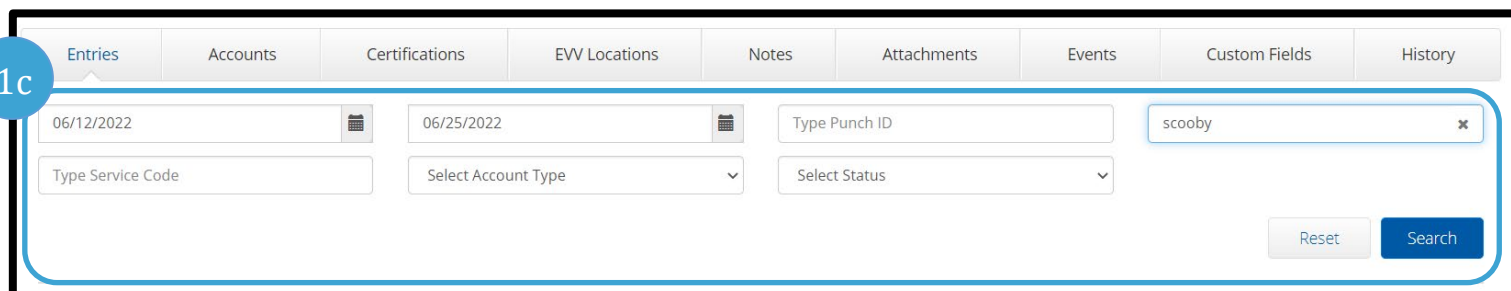 Entries Accounts Certifications EVV Locations Notes Attachments Events Custom Fields History
1c
06/12/2022 06/25/2022 Type Punch ID scooby
Type Service Code Select Account Type Select Status
Reset Search